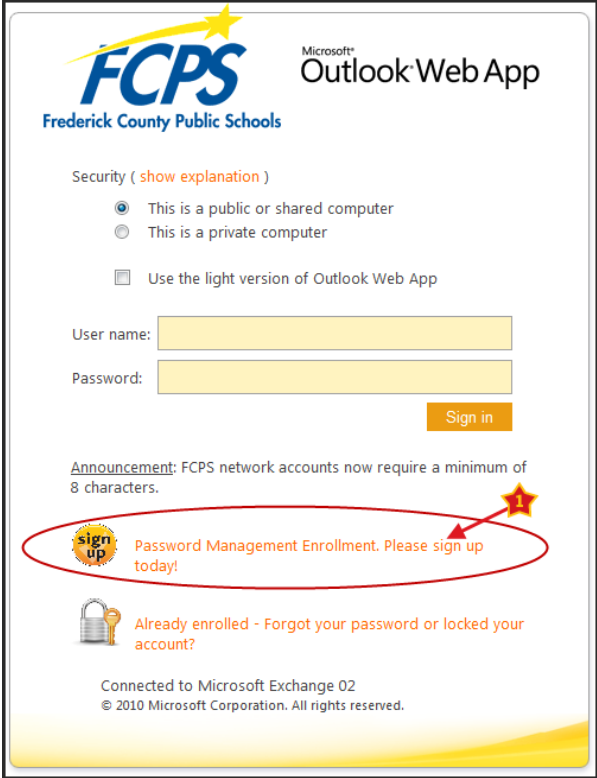 FCPS
Frederick County Public Schools
Microsoft®
Outlook Web App
Security ( show explanation )
This is a public or shared computer
This is a private computer
Use the light version of Outlook Web App
User name:
Password:
Sign in
Announcement: FCPS network accounts now require a minimum of
8 characters.
1
sign
up
Password Management Enrollment. Please sign up
today!
Already enrolled - Forgot your password or locked your
account?
Connected to Microsoft Exchange 02
© 2010 Microsoft Corporation. All rights reserved.